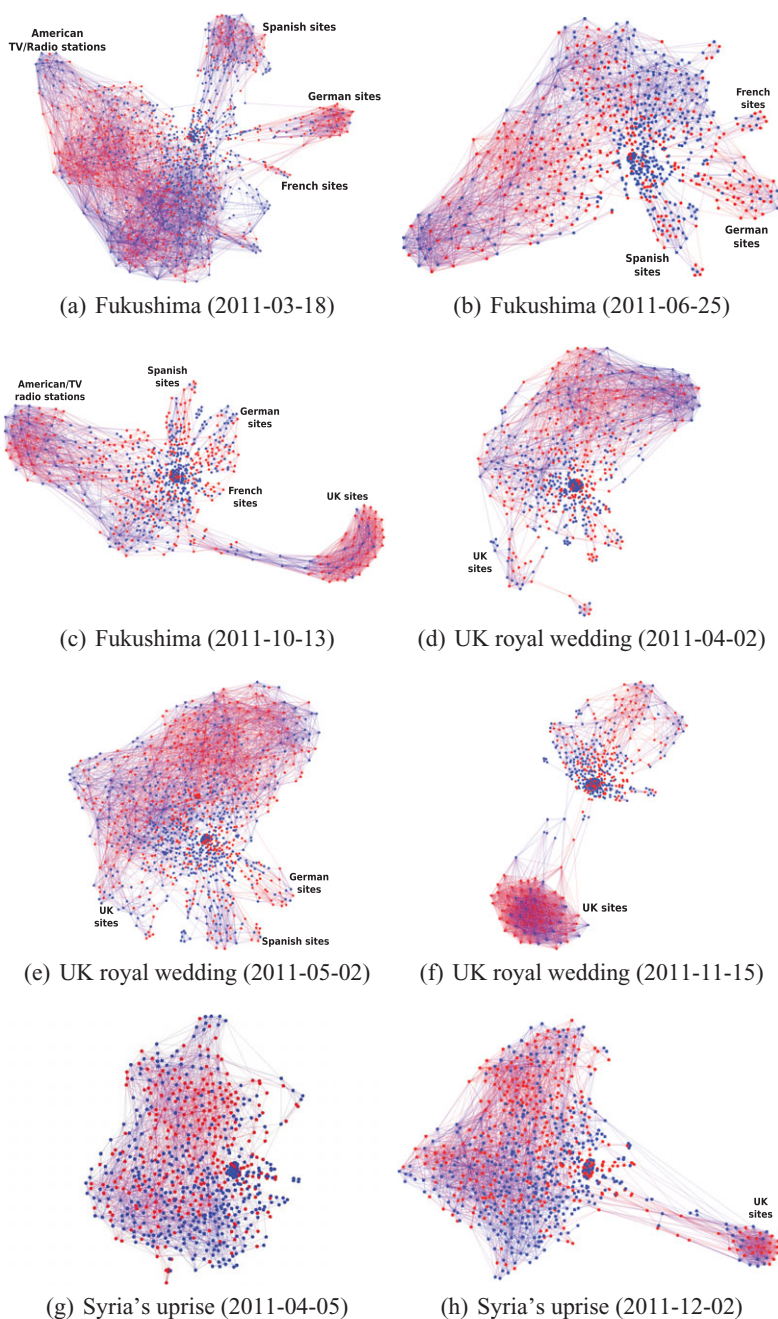 American
TV/Radio stations
Spanish sites
German sites
French sites
(a) Fukushima (2011-03-18)
French
sites
German
sites
Spanish
sites
(b) Fukushima (2011-06-25)
American/TV
radio stations
Spanish
sites
German
sites
French
sites
UK sites
(c) Fukushima (2011-10-13)
UK
sites
(d) UK royal wedding (2011-04-02)
UK
sites
German
sites
Spanish sites
(e) UK royal wedding (2011-05-02)
UK sites
(f) UK royal wedding (2011-11-15)
(g) Syria's uprise (2011-04-05)
UK
sites
(h) Syria's uprise (2011-12-02)